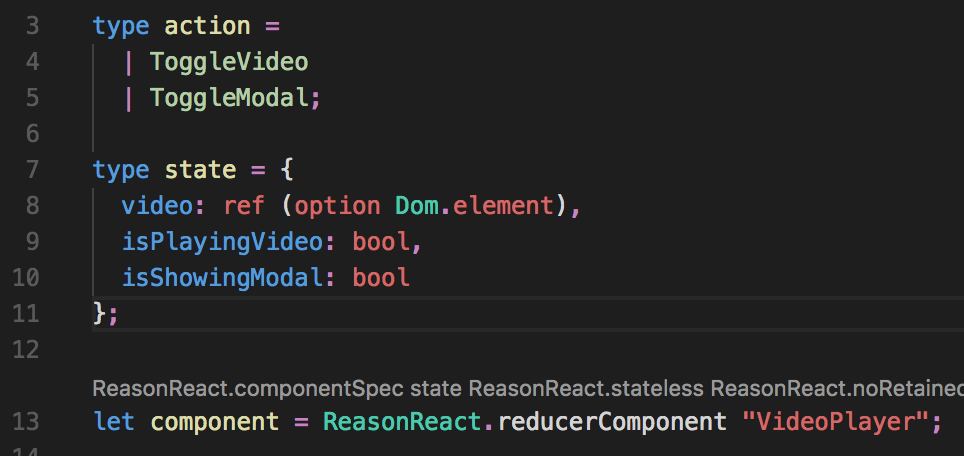 3 type action =
4 | ToggleVideo
5 | ToggleModal;
6
7 type state = {
8 video: ref (option Dom.element),
9 isPlayingVideo: bool,
10 isShowingModal: bool
11 };
12
ReasonReact.componentSpec state ReasonReact.stateless ReasonReact.noRetained
13 let component = ReasonReact.reducerComponent "VideoPlayer";
14